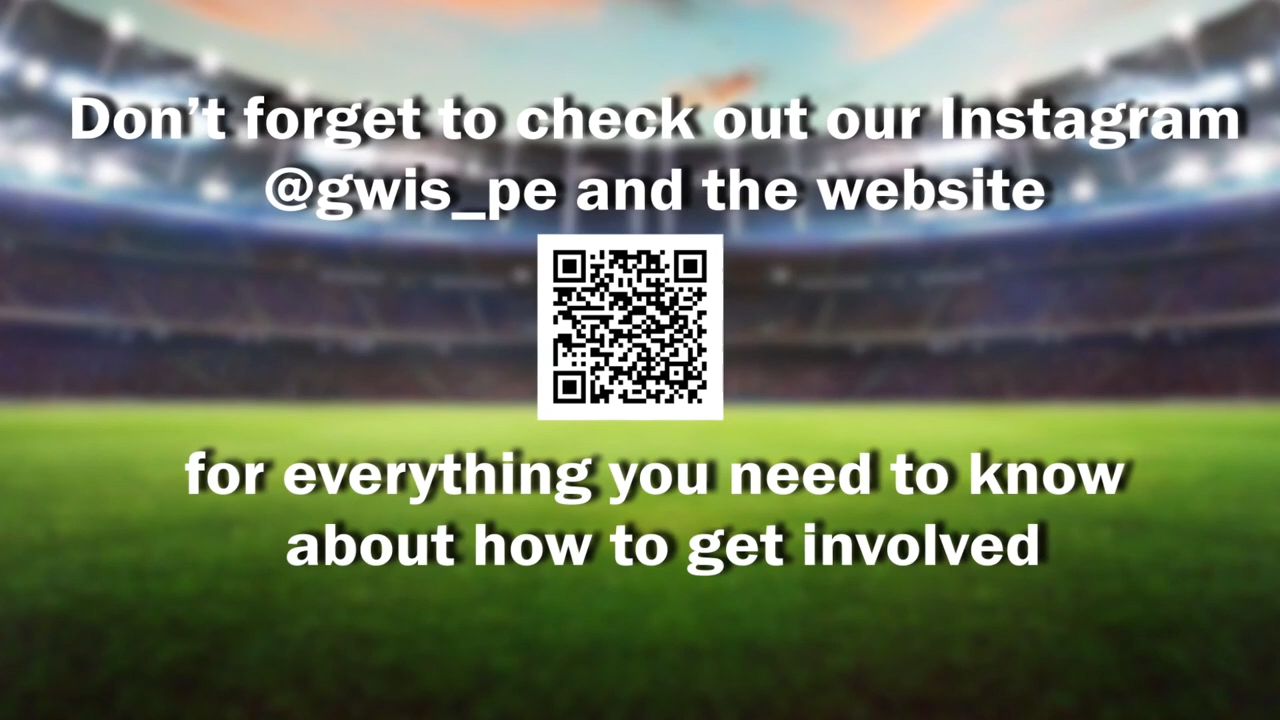 Don't forget to check out our Instagram
@gwis_pe and the website
for everything you need to know
about how to get involved